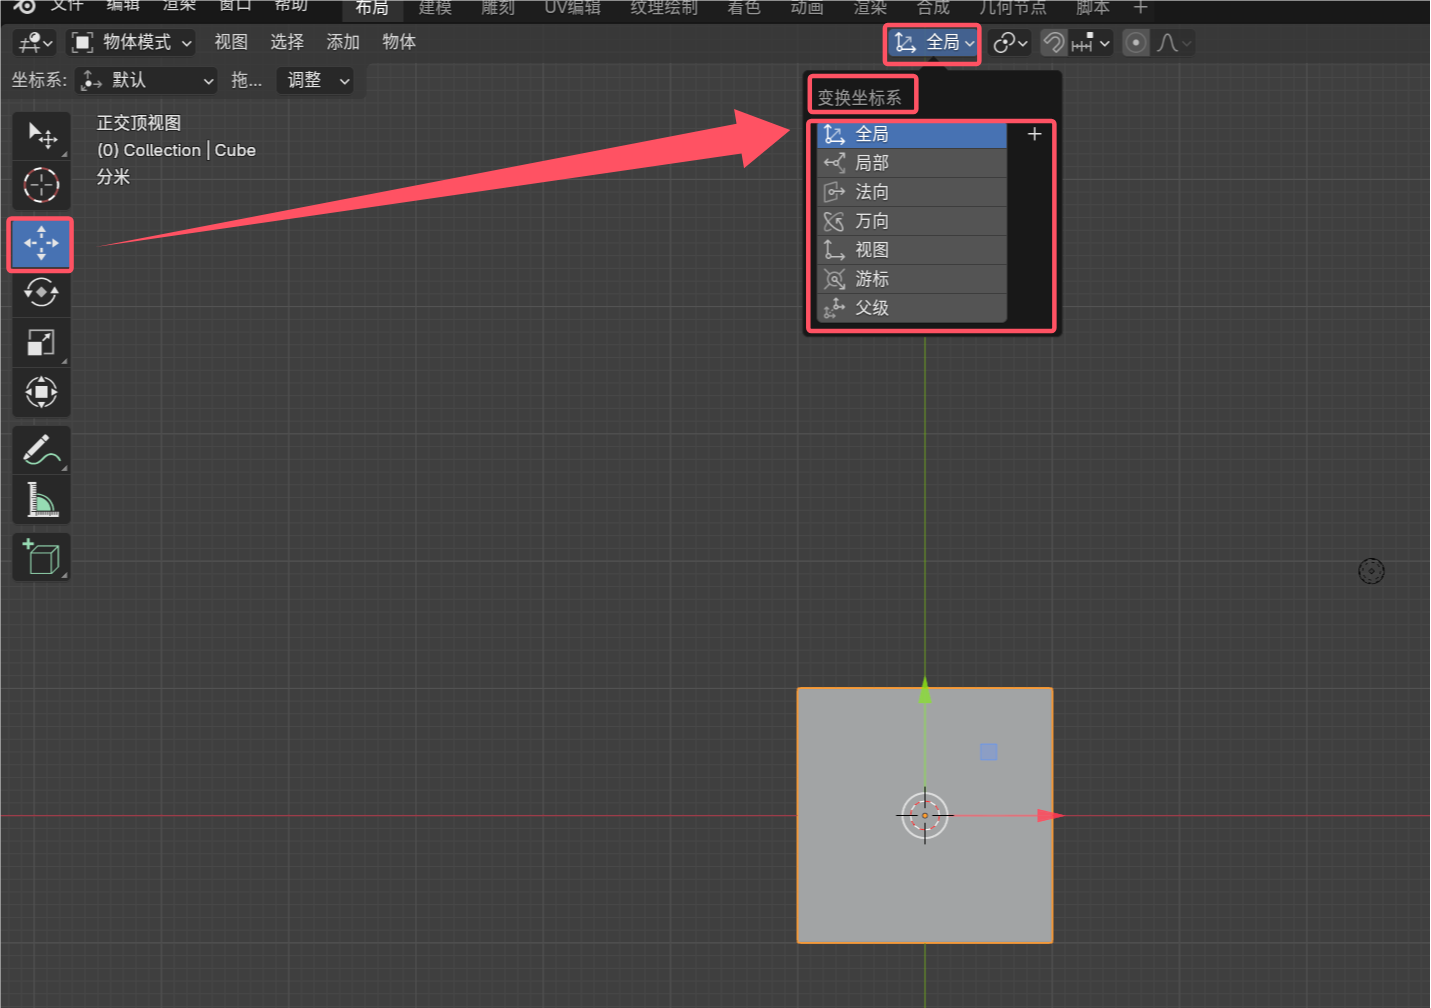 文件 编辑 渲染 窗口 帮助 布局 建模 雕刻 UV编辑 纹理绘制 着色 动画 渲染 合成 几何节点 脚本 +
物体模式 视图 选择 添加 物体 全局
坐标系: 默认 拖... 调整
变换坐标系
正交顶视图
(0) Collection | Cube
分米
全局 +
局部
法向
万向
视图
游标
父级